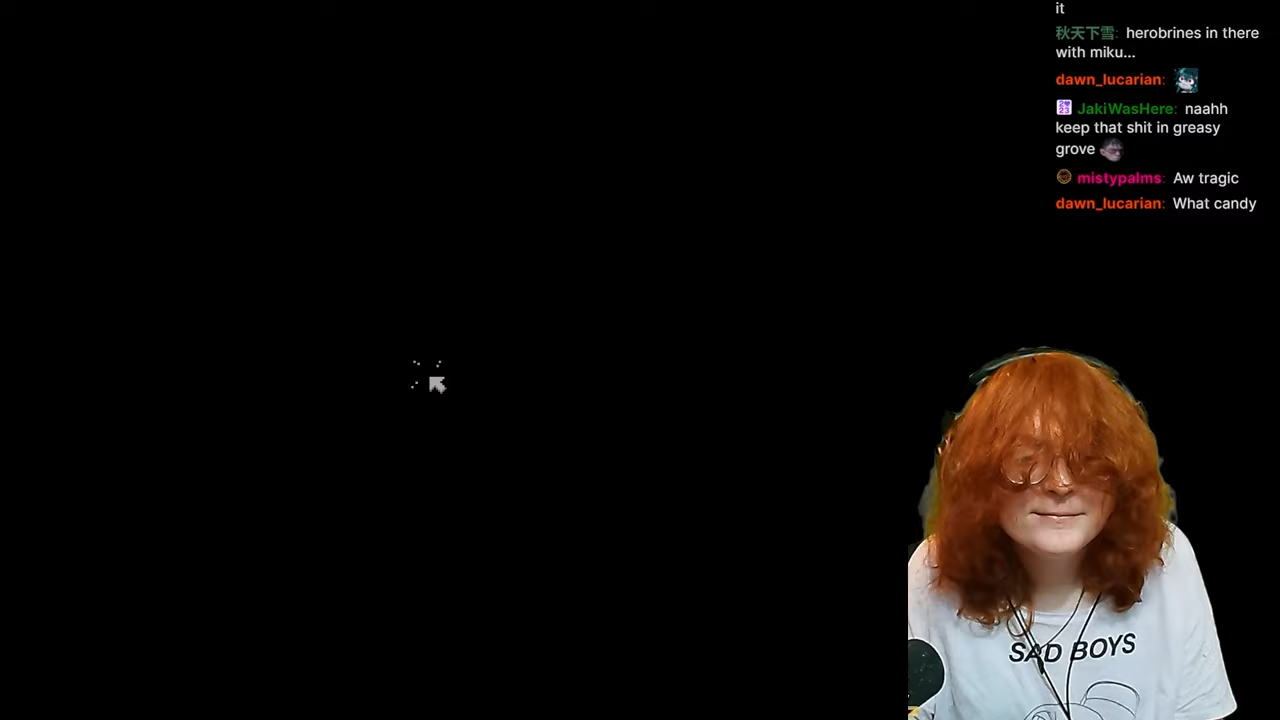 it
秋天下雪: herobrines in there
with miku...
dawn_lucarian:
JakiWasHere: naahh
keep that shit in greasy
grove
mistypalms: Aw tragic
dawn_lucarian: What candy
SAD BOYS